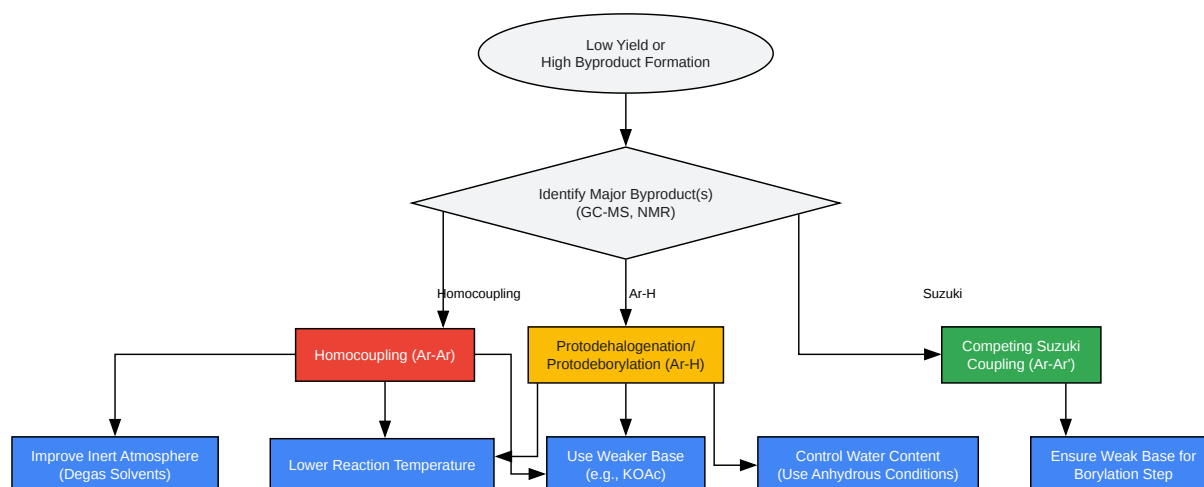 Low Yield or
High Byproduct Formation
Identify Major Byproduct(s)
(GC-MS, NMR)
Homocoupling
Ar-H
Suzuki
Homocoupling (Ar-Ar)
Protodehalogenation/
Protodeborylation (Ar-H)
Competing Suzuki
Coupling (Ar-Ar')
Improve Inert Atmosphere
(Degas Solvents)
Lower Reaction Temperature
Use Weaker Base
(e.g., KOAc)
Control Water Content
(Use Anhydrous Conditions)
Ensure Weak Base for
Borylation Step